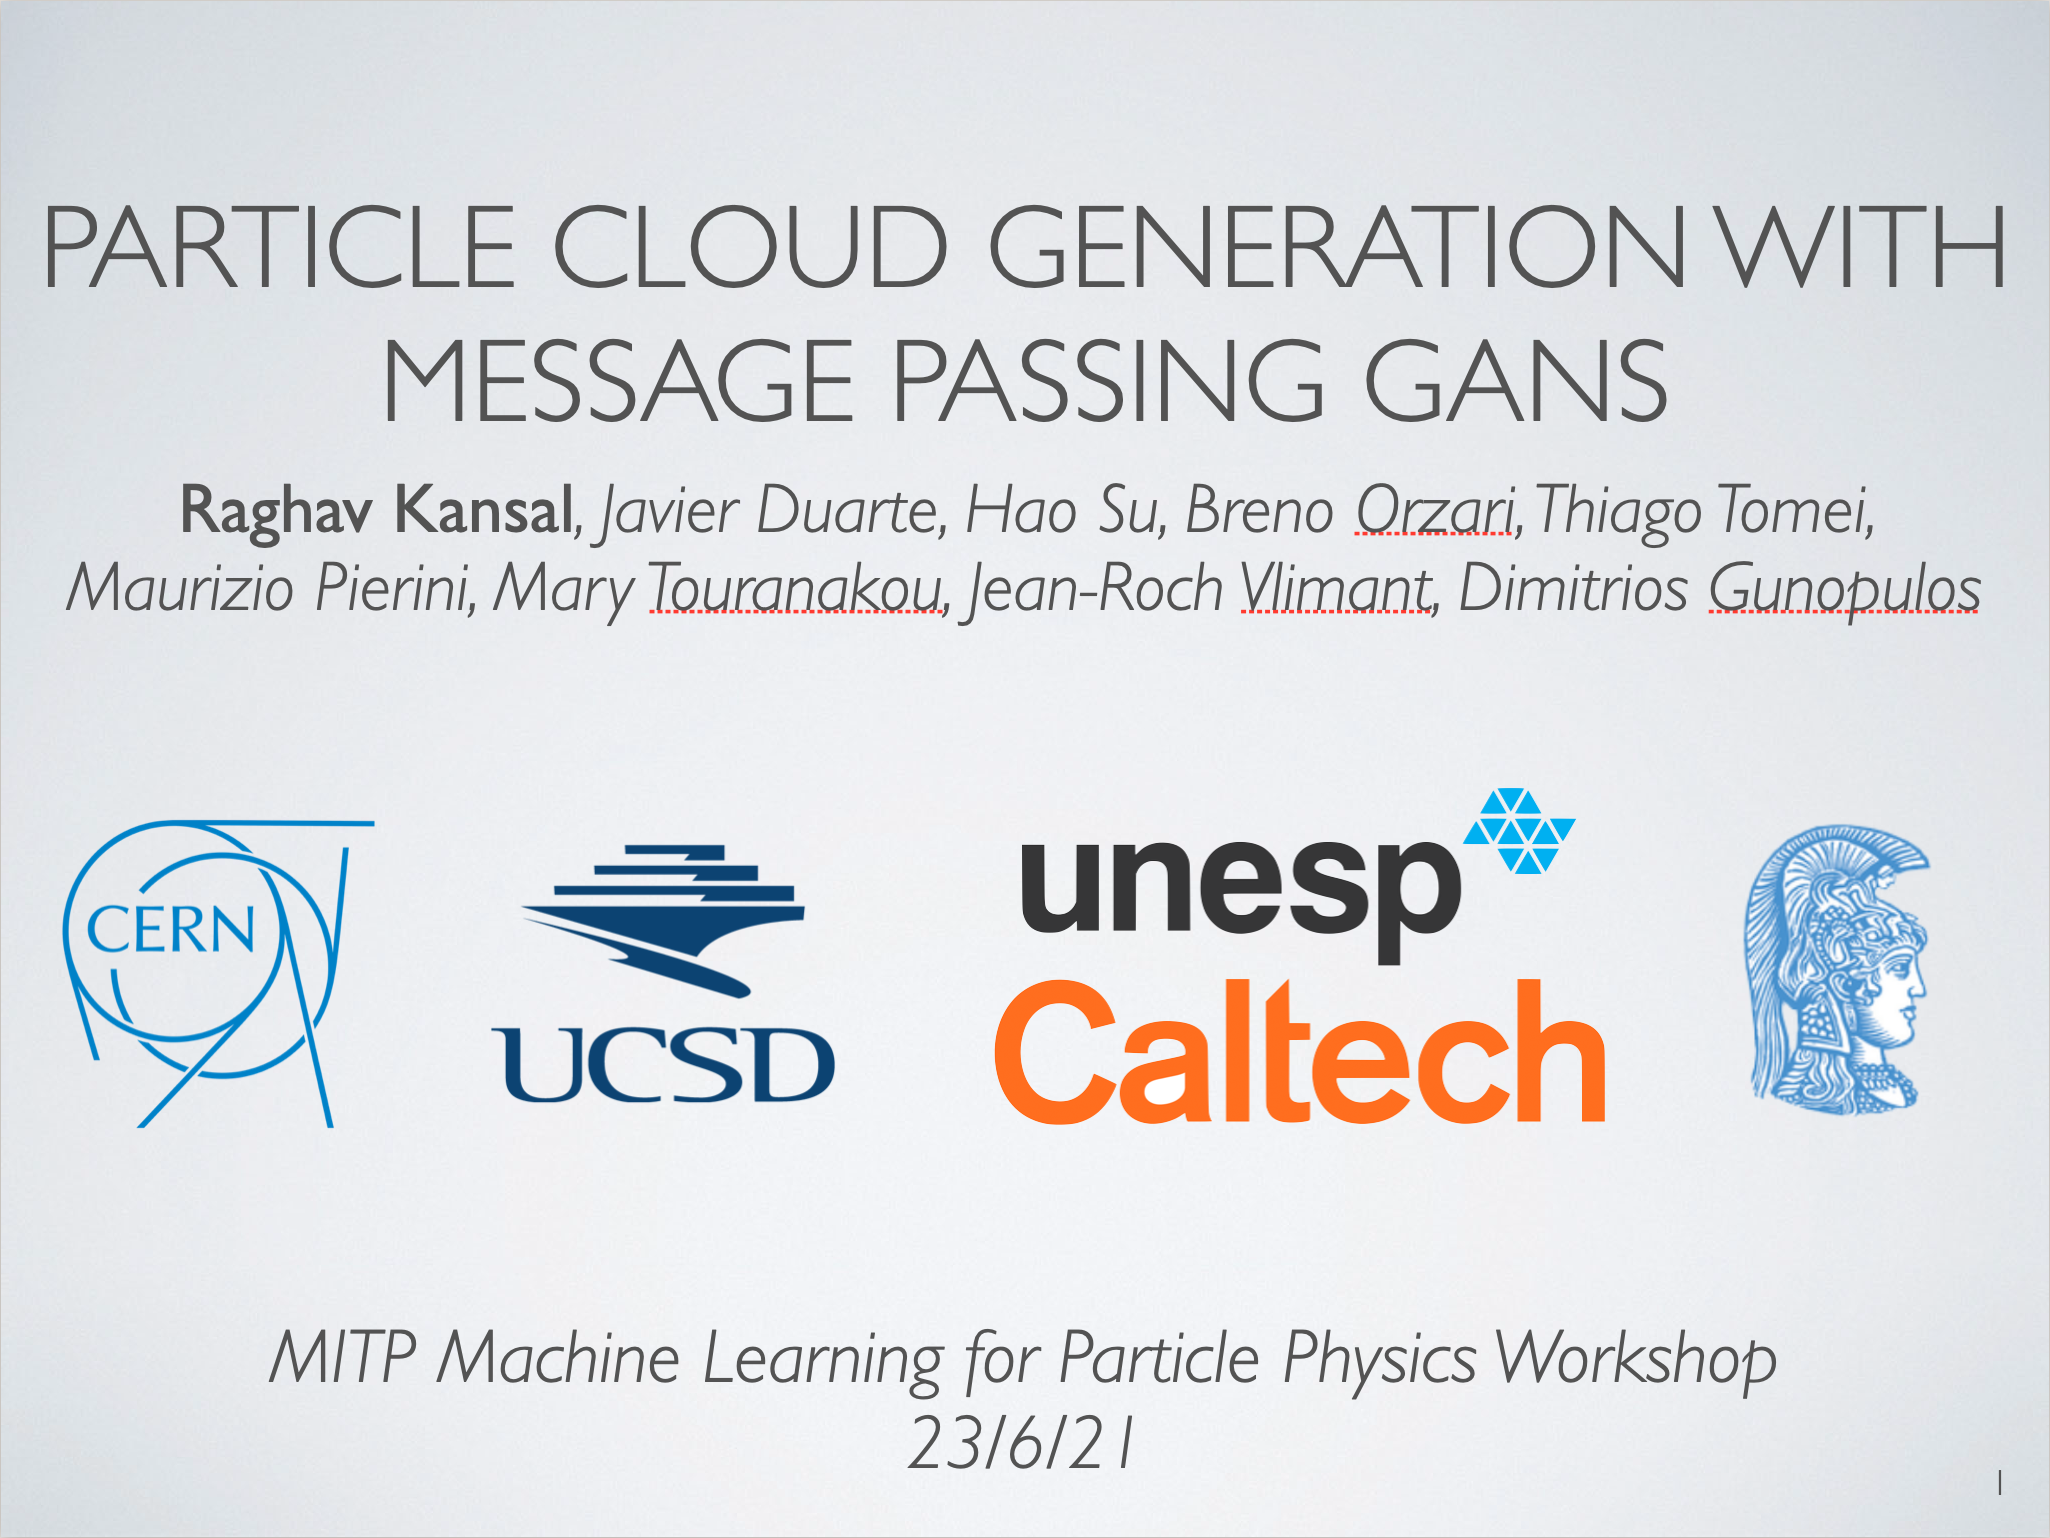 PARTICLE CLOUD GENERATION WITH
MESSAGE PASSING GANS
Raghav Kansal, Javier Duarte, Hao Su, Breno Orzari, Thiago Tomei,
Maurizio Pierini, Mary Touranakou, Jean-Roch Vlimant, Dimitrios Gunopulos
CERN
UCSD
unesp
Caltech
MITP Machine Learning for Particle Physics Workshop
23/6/21
1